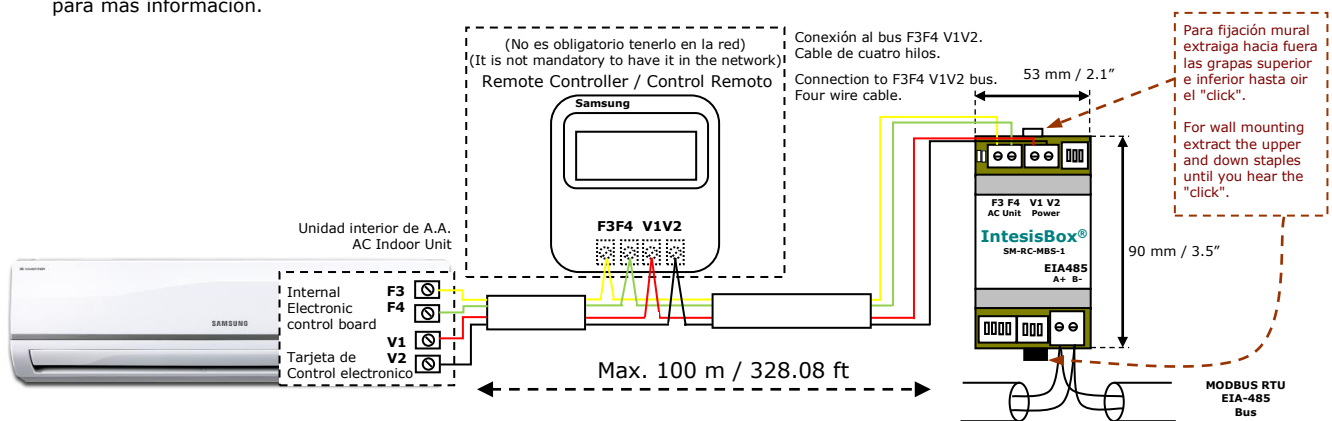 para más información.
(No es obligatorio tenerlo en la red)
(It is not mandatory to have it in the network)
Remote Controller / Control Remoto
Samsung
F3F4 V1V2
Conexión al bus F3F4 V1V2.
Cable de cuatro hilos.
Connection to F3F4 V1V2 bus.
Four wire cable.
53 mm / 2.1”
Para fijación mural
extraiga hacia fuera
las grapas superior
e inferior hasta oir
el "click".
For wall mounting
extract the upper
and down staples
until you hear the
"click".
Unidad interior de A.A.
AC Indoor Unit
Internal
Electronic
control board
Tarjeta de
Control electronico
F3
F4
V1
V2
SAMSUNG
F3 F4 V1 V2
AC Unit Power
IntesisBox®
SM-RC-MBS-1
EIA485
A+ B-
90 mm / 3.5”
Max. 100 m / 328.08 ft
MODBUS RTU
EIA-485
Bus